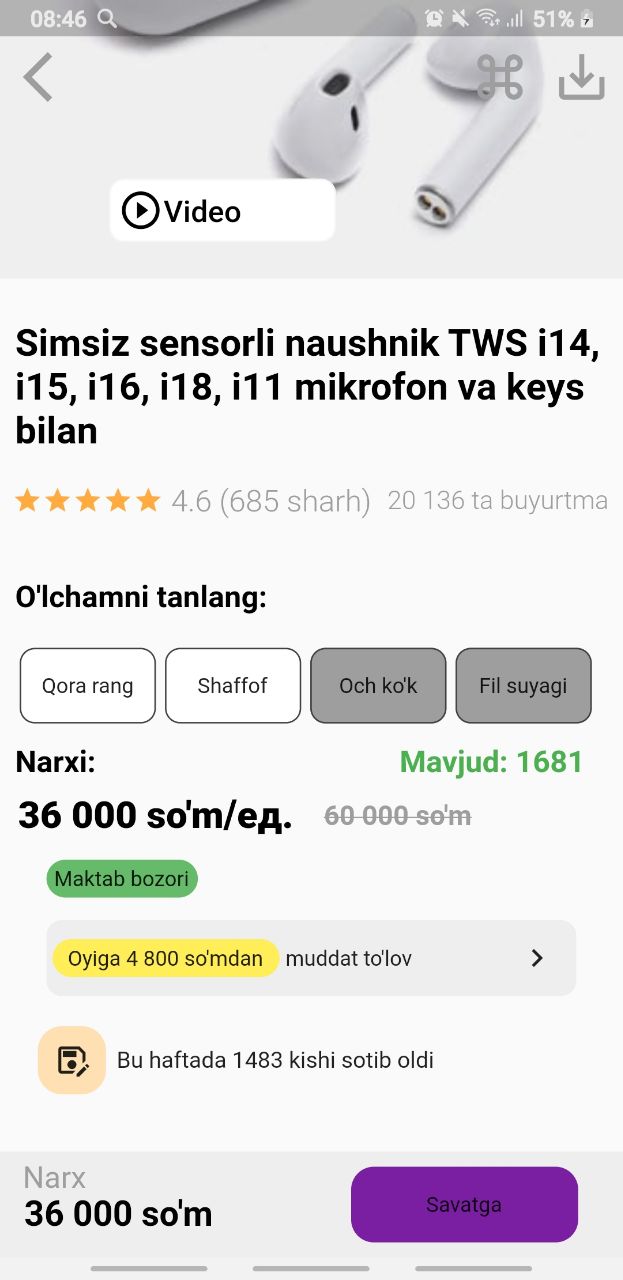 08:46
51%
Video
Simsiz sensorli naushnik TWS i14,
i15, i16, i18, i11 mikrofon va keys
bilan
4.6 (685 sharh) 20 136 ta buyurtma
O'lchamni tanlang:
Qora rang Shaffof Och ko'k Fil suyagi
Narxi: Mavjud: 1681
36 000 so'm/ед. 60 000 so'm
Maktab bozori
Oyiga 4 800 so'mdan muddat to'lov
Bu haftada 1483 kishi sotib oldi
Narx
36 000 so'm
Savatga